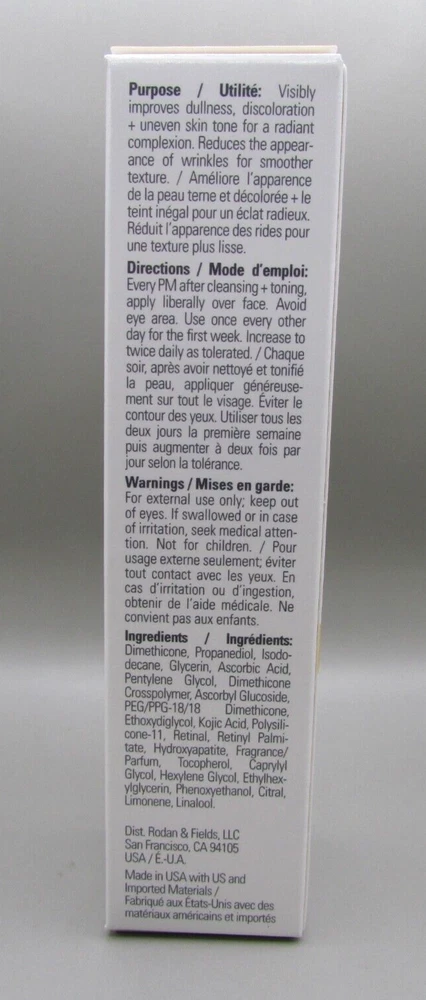 Purpose / Utilité: Visibly
improves dullness, discoloration
+ uneven skin tone for a radiant
complexion. Reduces the appear-
ance of wrinkles for smoother
texture. / Améliore l'apparence
de la peau terne et décolorée + le
teint inégal pour un éclat radieux.
Réduit l'apparence des rides pour
une texture plus lisse.
Directions / Mode d'emploi:
Every PM after cleansing + toning,
apply liberally over face. Avoid
eye area. Use once every other
day for the first week. Increase to
twice daily as tolerated. / Chaque
soir, après avoir nettoyé et tonifié
la peau, appliquer généreuse-
ment sur tout le visage. Éviter le
contour des yeux. Utiliser tous les
deux jours la première semaine
puis augmenter à deux fois par
jour selon la tolérance.
Warnings / Mises en garde:
For external use only; keep out
of eyes. If swallowed or in case
of irritation, seek medical atten-
tion. Not for children. / Pour
usage externe seulement; éviter
tout contact avec les yeux. En
cas d'irritation ou d'ingestion,
obtenir de l'aide médicale. Ne
convient pas aux enfants.
Ingredients / Ingrédients:
Dimethicone, Propanediol, Isodo-
decane, Glycerin, Ascorbic Acid,
Pentylene Glycol, Dimethicone
Crosspolymer, Ascorbyl Glucoside,
PEG/PPG-18/18 Dimethicone,
Ethoxydiglycol, Kojic Acid, Polysili-
cone-11, Retinal, Retinyl Palmi-
tate, Hydroxyapatite, Fragrance/
Parfum, Tocopherol, Caprylyl
Glycol, Hexylene Glycol, Ethylhex-
ylglycerin, Phenoxyethanol, Citral,
Limonene, Linalool.
Dist. Rodan & Fields, LLC
San Francisco, CA 94105
USA / É.-U.A.
Made in USA with US and
Imported Materials /
Fabriqué aux États-Unis avec des
matériaux américains et importés